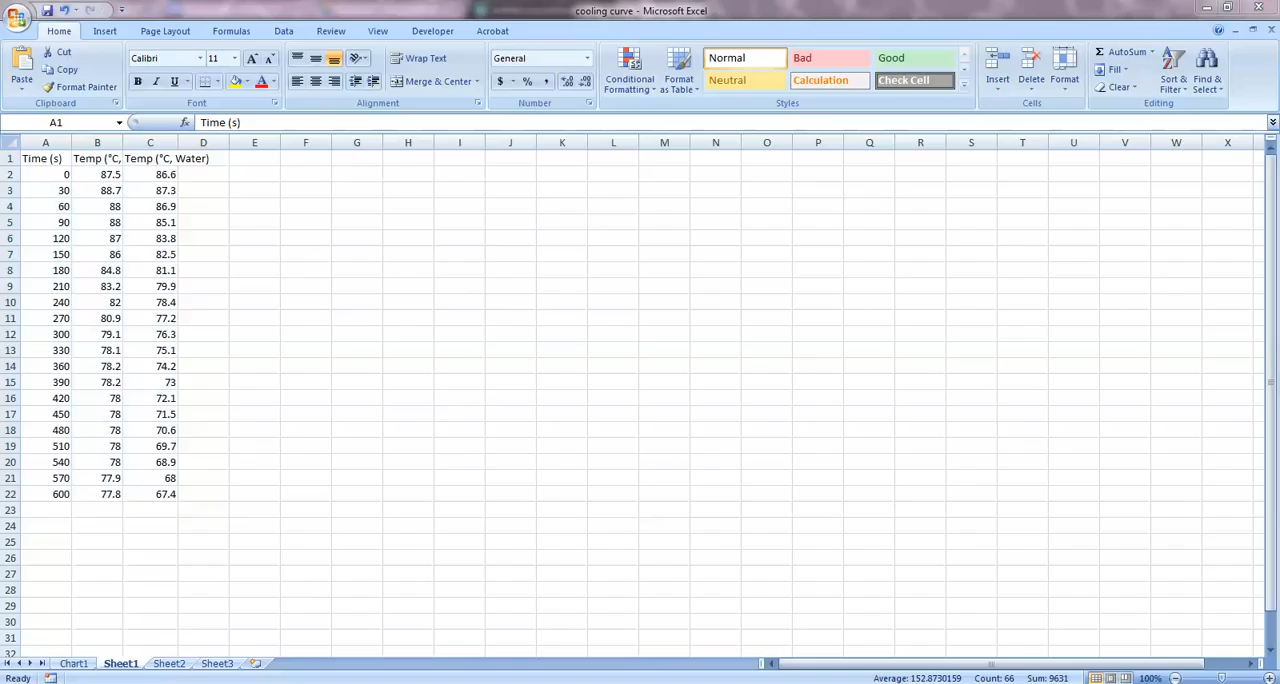 cooling curve - Microsoft Excel
Home Insert Page Layout Formulas Data Review View Developer Acrobat
Paste Cut Copy Format Painter Clipboard
Calibri 11 A A B I U A Font
Wrap Text Merge & Center Alignment
General $ % , .0 .00 .00 .0 Number
Conditional Formatting Format as Table Normal Bad Good Neutral Calculation Check Cell Styles
Insert Delete Format Cells
Σ AutoSum Fill Clear Sort & Filter Find & Select Editing
A1 fx Time (s)
A B C D E F G H I J K L M N O P Q R S T U V W X
1 Time (s) Temp (°C, Temp (°C, Water)
2 0 87.5 86.6
3 30 88.7 87.3
4 60 88 86.9
5 90 88 85.1
6 120 87 83.8
7 150 86 82.5
8 180 84.8 81.1
9 210 83.2 79.9
10 240 82 78.4
11 270 80.9 77.2
12 300 79.1 76.3
13 330 78.1 75.1
14 360 78.2 74.2
15 390 78.2 73
16 420 78 72.1
17 450 78 71.5
18 480 78 70.6
19 510 78 69.7
20 540 78 68.9
21 570 77.9 68
22 600 77.8 67.4
23
24
25
26
27
28
29
30
31
32
Chart1 Sheet1 Sheet2 Sheet3
Ready Average: 152.8730159 Count: 66 Sum: 9631 100%